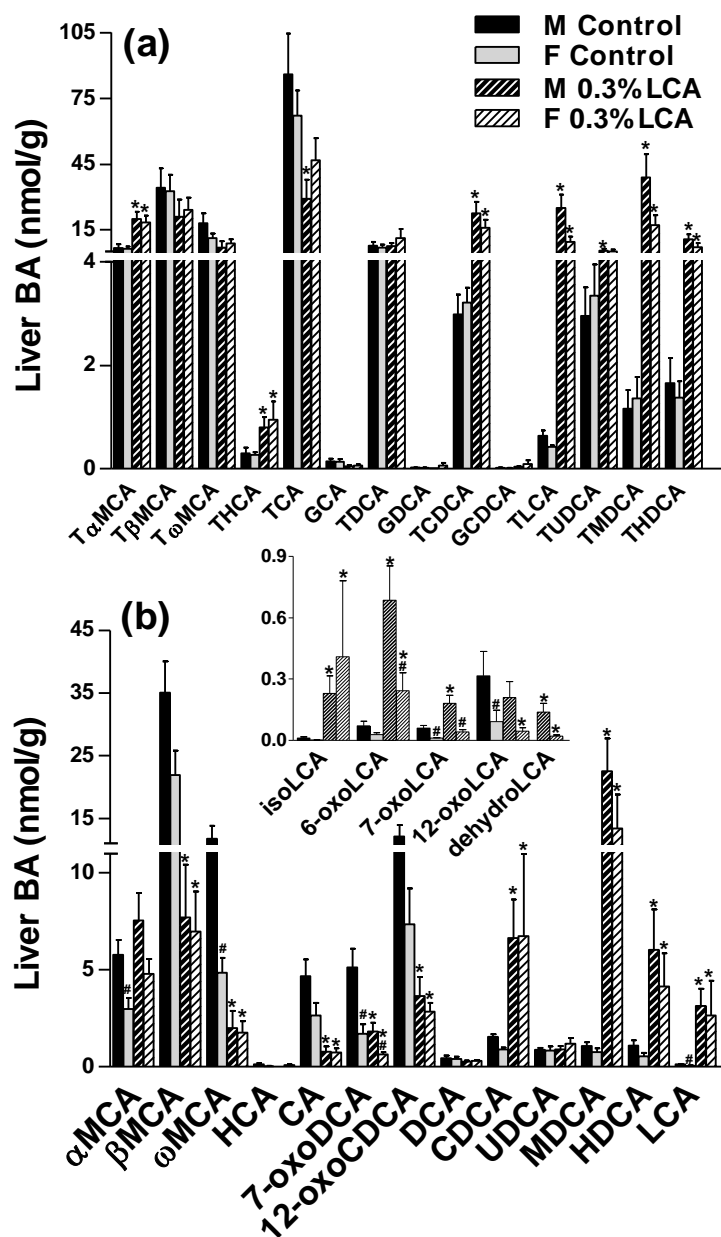 (a)
M Control
F Control
M 0.3%LCA
F 0.3%LCA
Liver BA (nmol/g)
105
75
45
15
4
2
0
* * * * * * * * * * * * * * *
TαMCA TβMCA TωMCA THCA TCA GCA TDCA GDCA TCDCA GCDCA TLCA TUDCA TMDCA THDCA
(b)
Liver BA (nmol/g)
45
35
25
15
10
5
0
0.9
0.6
0.3
0.0
* * * * # * # # # * * *
isoLCA 6-oxoLCA 7-oxoLCA 12-oxoLCA dehydroLCA
# * * # * * * * # * * # * * * * * * * * # * *
αMCA βMCA ωMCA HCA CA 7-oxoDCA 12-oxoCDCA DCA CDCA UDCA MDCA HDCA LCA